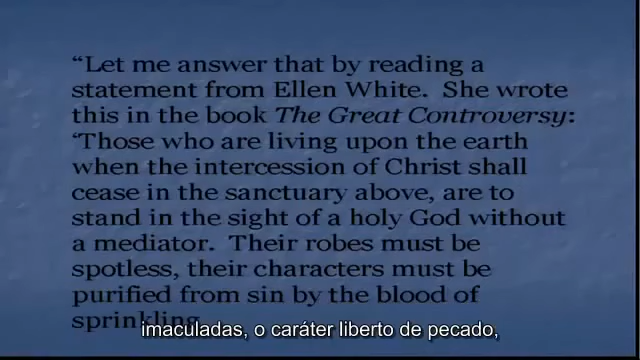 “Let me answer that by reading a
statement from Ellen White.  She wrote
this in the book The Great Controversy:
‘Those who are living upon the earth
when the intercession of Christ shall
cease in the sanctuary above, are to
stand in the sight of a holy God without
a mediator.  Their robes must be
spotless, their characters must be
purified from sin by the blood of
sprinkling
imaculadas, o caráter liberto de pecado,